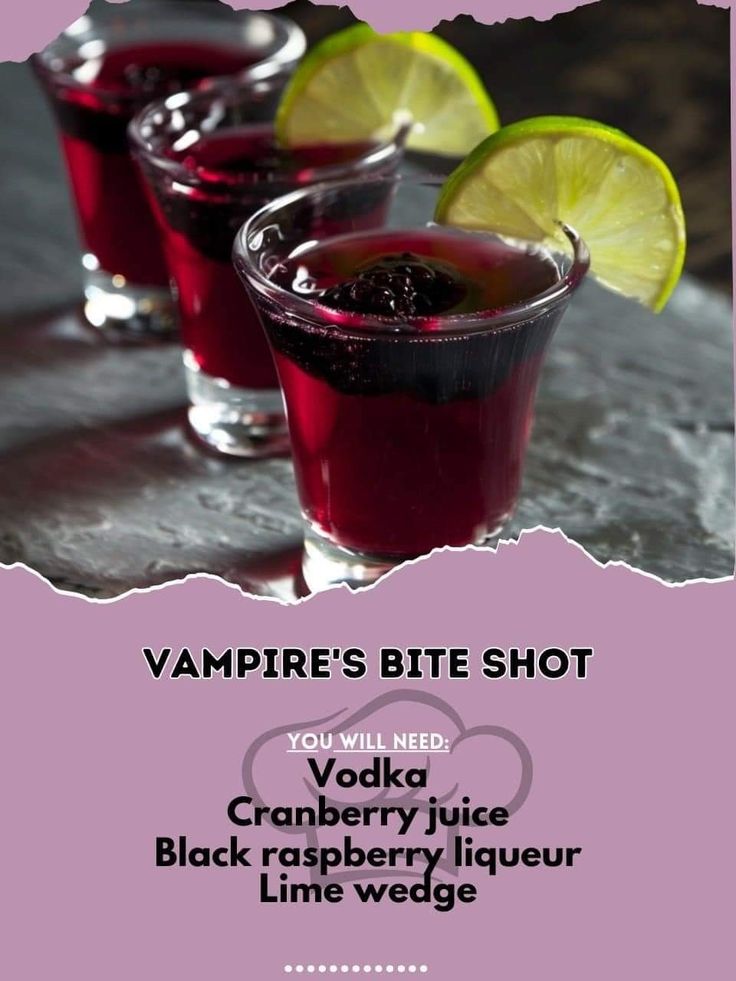 VAMPIRE'S BITE SHOT
YOU WILL NEED:
Vodka
Cranberry juice
Black raspberry liqueur
Lime wedge